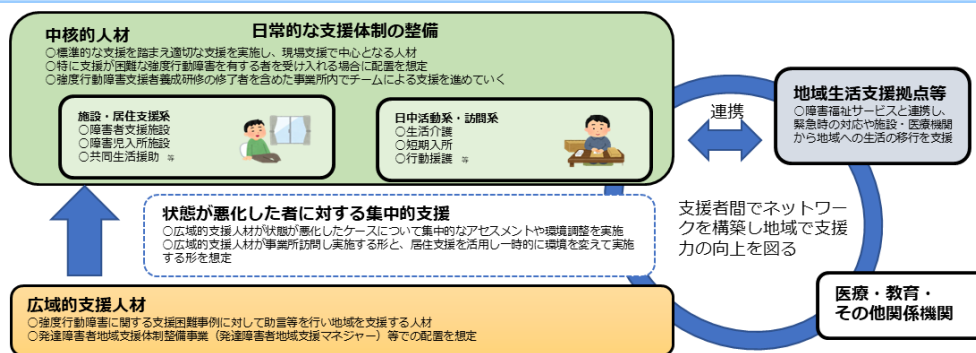 中核的人材
日常的な支援体制の整備
○標準的な支援を踏まえ適切な支援を実施し、現場支援で中心となる人材
○特に支援が困難な強度行動障害を有する者を受け入れる場合に配置を想定
○強度行動障害支援者養成研修の修了者を含めた事業所内でチームによる支援を進めていく
施設・居住支援系
○障害者支援施設
○障害児入所施設
○共同生活援助 等
日中活動系・訪問系
○生活介護
○短期入所
○行動援護 等
連携
地域生活支援拠点等
○障害福祉サービスと連携し、
緊急時の対応や施設・医療機関
から地域への生活の移行を支援
状態が悪化した者に対する集中的支援
○広域的支援人材が状態が悪化したケースについて集中的なアセスメントや環境調整を実施
○広域的支援人材が事業所訪問し実施する形と、居住支援を活用し一時的に環境を変えて実施
する形を想定
支援者間でネットワー
クを構築し地域で支援
力の向上を図る
広域的支援人材
○強度行動障害に関する支援困難事例に対して助言等を行い地域を支援する人材
○発達障害者地域支援体制整備事業（発達障害者地域支援マネジャー）等での配置を想定
医療・教育・
その他関係機関